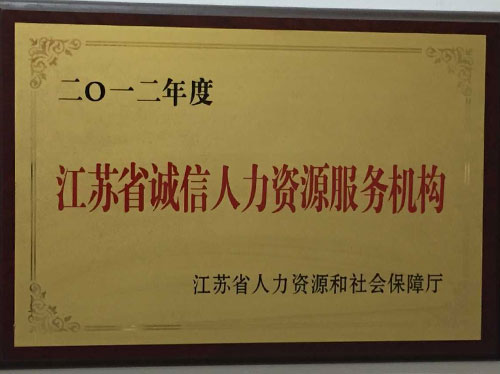 二〇一二年度
江苏省诚信人力资源服务机构
江苏省人力资源和社会保障厅